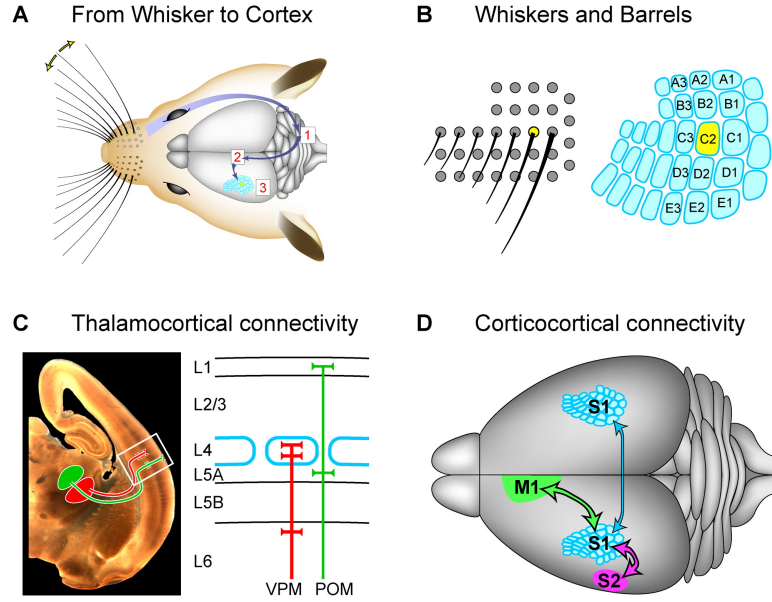 A From Whisker to Cortex
1
2
3
B Whiskers and Barrels
A3 A2 A1
B3 B2 B1
C3 C2 C1
D3 D2 D1
E3 E2 E1
C Thalamocortical connectivity
L1
L2/3
L4
L5A
L5B
L6
VPM POM
D Corticocortical connectivity
S1
M1
S1
S2